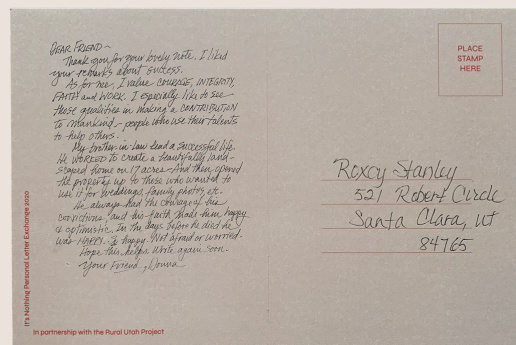 DEAR FRIEND~
Thank you for your lovely note. I liked
your remarks about success.
As for me, I value COURAGE, INTEGRITY,
FAITH and WORK. I especially like to see
those qualities in making a CONTRIBUTION
to mankind - people who use their talents
to help others.
My brother-in-law lead a successful life.
He WORKED to create a beautifully land-
scaped home on 17 acres - And then opened
the property up to those who wanted to
use it for weddings, family photos, etc.
He always had the courage of his
convictions, and his faith made him happy
& optimistic. In the days before he died he
was HAPPY. So happy. Not afraid or worried.
Hope this helps. Write again soon -
Your Friend, Donna
PLACE
STAMP
HERE
Roxcy Stanley
521 Robert Circle
Santa Clara, UT
84765
It's Nothing Personal Letter Exchange 2020
In partnership with the Rural Utah Project